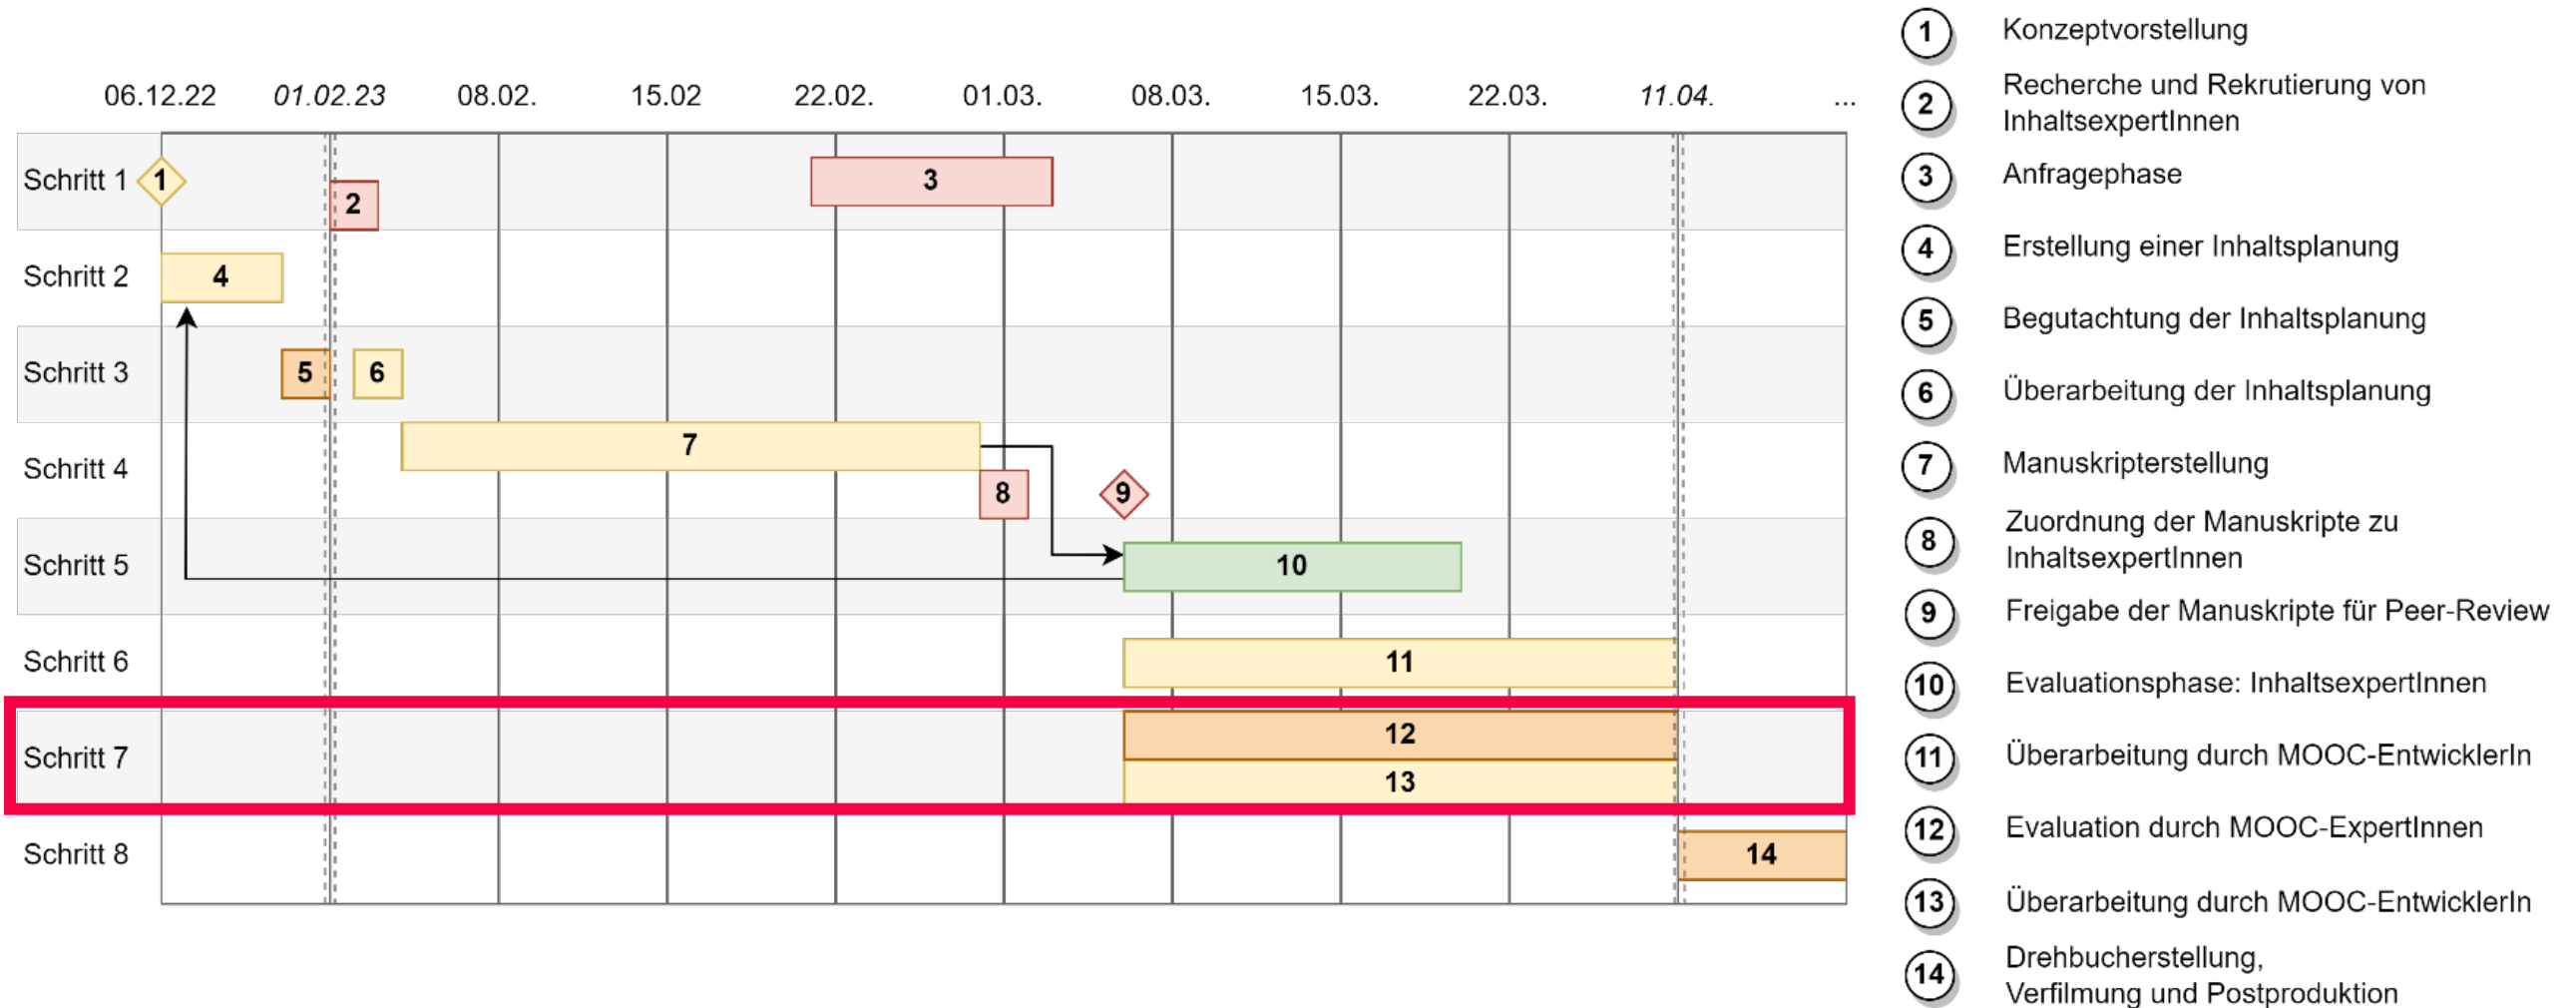 06.12.22 01.02.23 08.02. 15.02 22.02. 01.03. 08.03. 15.03. 22.03. 11.04. ...
Schritt 1 1 3
2
Schritt 2 4
Schritt 3 5 6
7
Schritt 4
8 9
Schritt 5 10
Schritt 6 11
12
Schritt 7
13
Schritt 8 14
1 Konzeptvorstellung
2 Recherche und Rekrutierung von
InhaltsexpertInnen
3 Anfragephase
4 Erstellung einer Inhaltsplanung
5 Begutachtung der Inhaltsplanung
6 Überarbeitung der Inhaltsplanung
7 Manuskripterstellung
8 Zuordnung der Manuskripte zu
InhaltsexpertInnen
9 Freigabe der Manuskripte für Peer-Review
10 Evaluationsphase: InhaltsexpertInnen
11 Überarbeitung durch MOOC-EntwicklerIn
12 Evaluation durch MOOC-ExpertInnen
13 Überarbeitung durch MOOC-EntwicklerIn
14 Drehbucherstellung,
Verfilmung und Postproduktion